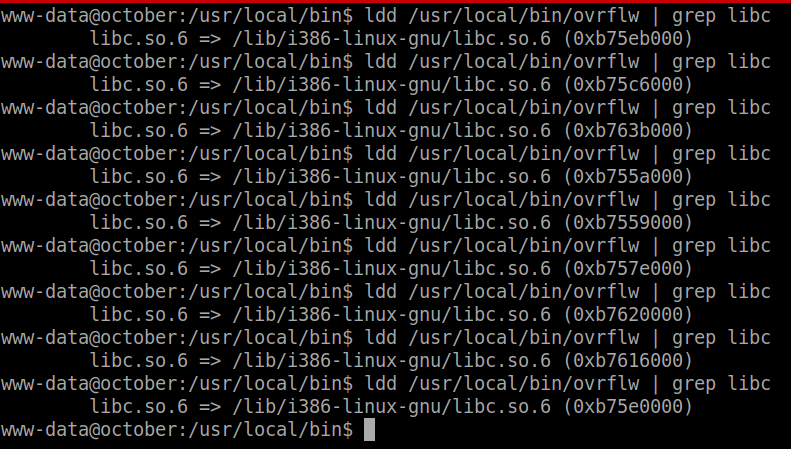 www-data@october:/usr/local/bin$ ldd /usr/local/bin/ovrflw | grep libc
        libc.so.6 => /lib/i386-linux-gnu/libc.so.6 (0xb75eb000)
www-data@october:/usr/local/bin$ ldd /usr/local/bin/ovrflw | grep libc
        libc.so.6 => /lib/i386-linux-gnu/libc.so.6 (0xb75c6000)
www-data@october:/usr/local/bin$ ldd /usr/local/bin/ovrflw | grep libc
        libc.so.6 => /lib/i386-linux-gnu/libc.so.6 (0xb763b000)
www-data@october:/usr/local/bin$ ldd /usr/local/bin/ovrflw | grep libc
        libc.so.6 => /lib/i386-linux-gnu/libc.so.6 (0xb755a000)
www-data@october:/usr/local/bin$ ldd /usr/local/bin/ovrflw | grep libc
        libc.so.6 => /lib/i386-linux-gnu/libc.so.6 (0xb7559000)
www-data@october:/usr/local/bin$ ldd /usr/local/bin/ovrflw | grep libc
        libc.so.6 => /lib/i386-linux-gnu/libc.so.6 (0xb757e000)
www-data@october:/usr/local/bin$ ldd /usr/local/bin/ovrflw | grep libc
        libc.so.6 => /lib/i386-linux-gnu/libc.so.6 (0xb7620000)
www-data@october:/usr/local/bin$ ldd /usr/local/bin/ovrflw | grep libc
        libc.so.6 => /lib/i386-linux-gnu/libc.so.6 (0xb7616000)
www-data@october:/usr/local/bin$ ldd /usr/local/bin/ovrflw | grep libc
        libc.so.6 => /lib/i386-linux-gnu/libc.so.6 (0xb75e0000)
www-data@october:/usr/local/bin$